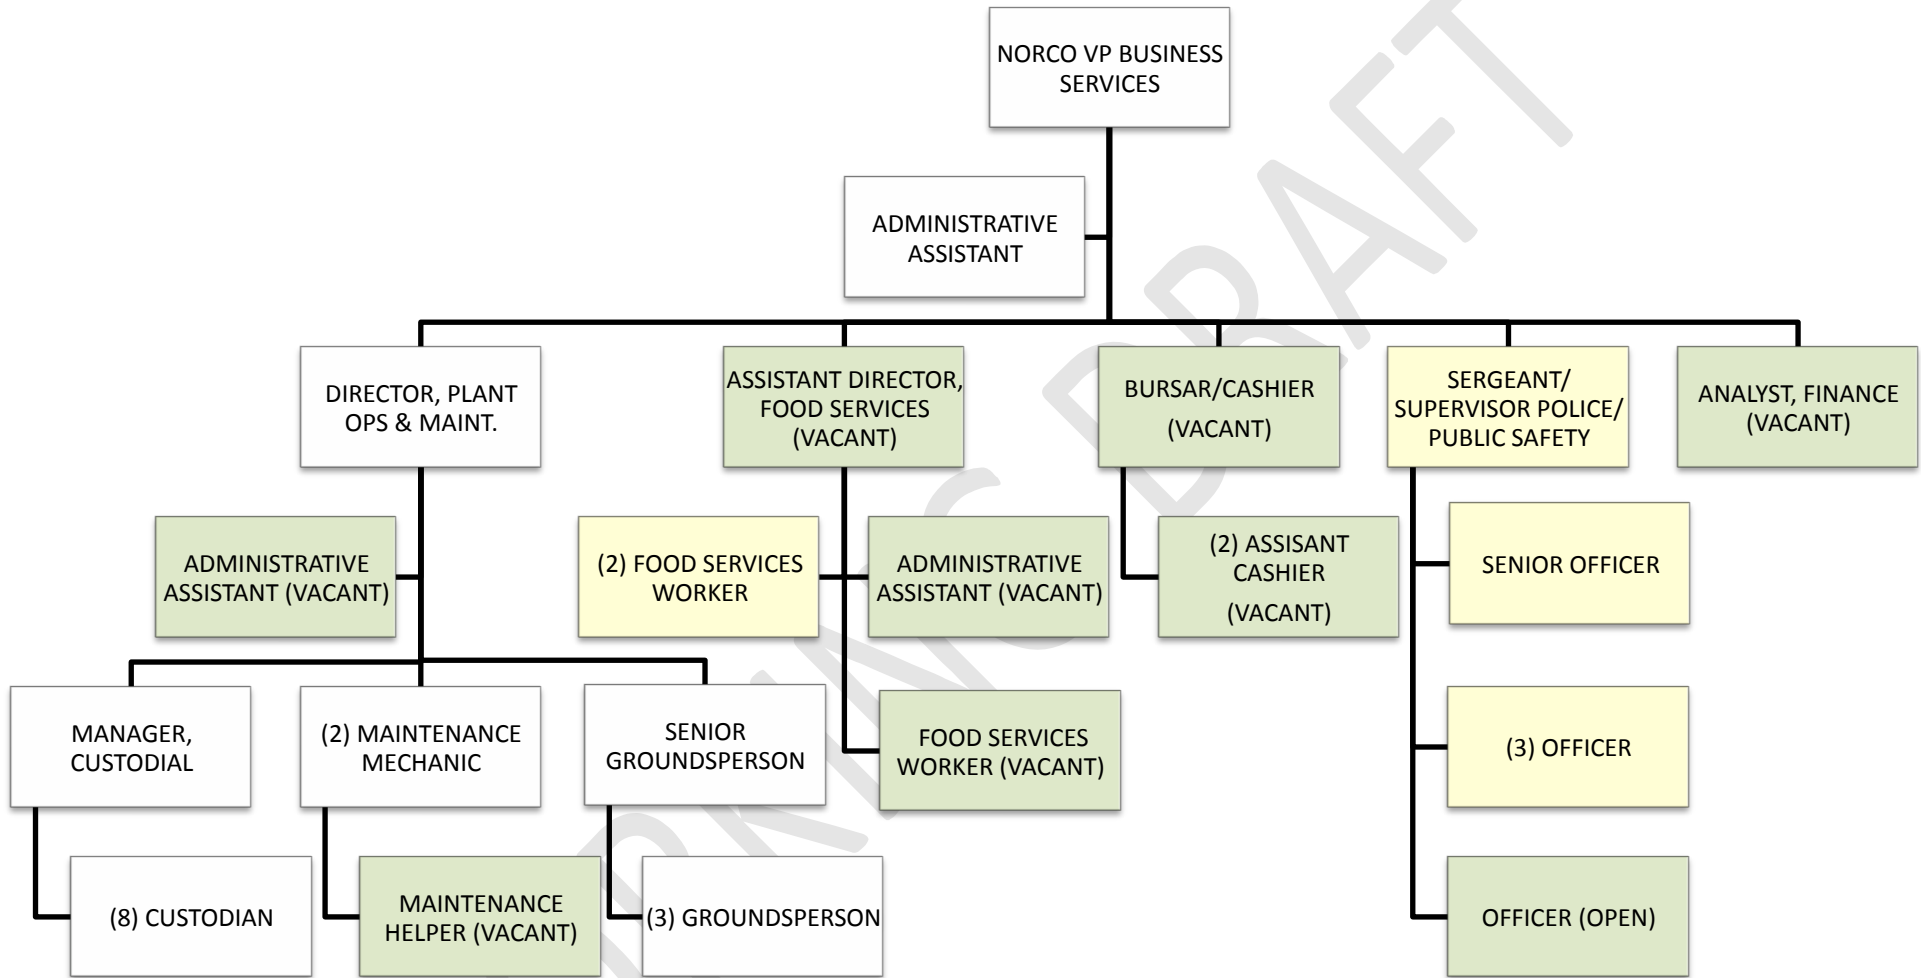 NORCO VP BUSINESS
SERVICES
ADMINISTRATIVE
ASSISTANT
DIRECTOR, PLANT
OPS & MAINT.
ASSISTANT DIRECTOR,
FOOD SERVICES
(VACANT)
BURSAR/CASHIER
(VACANT)
SERGEANT/
SUPERVISOR POLICE/
PUBLIC SAFETY
ANALYST, FINANCE
(VACANT)
ADMINISTRATIVE
ASSISTANT (VACANT)
(2) FOOD SERVICES
WORKER
ADMINISTRATIVE
ASSISTANT (VACANT)
(2) ASSISANT
CASHIER
(VACANT)
SENIOR OFFICER
MANAGER,
CUSTODIAL
(2) MAINTENANCE
MECHANIC
SENIOR
GROUNDSPERSON
FOOD SERVICES
WORKER (VACANT)
(3) OFFICER
(8) CUSTODIAN
MAINTENANCE
HELPER (VACANT)
(3) GROUNDSPERSON
OFFICER (OPEN)
DRAFT